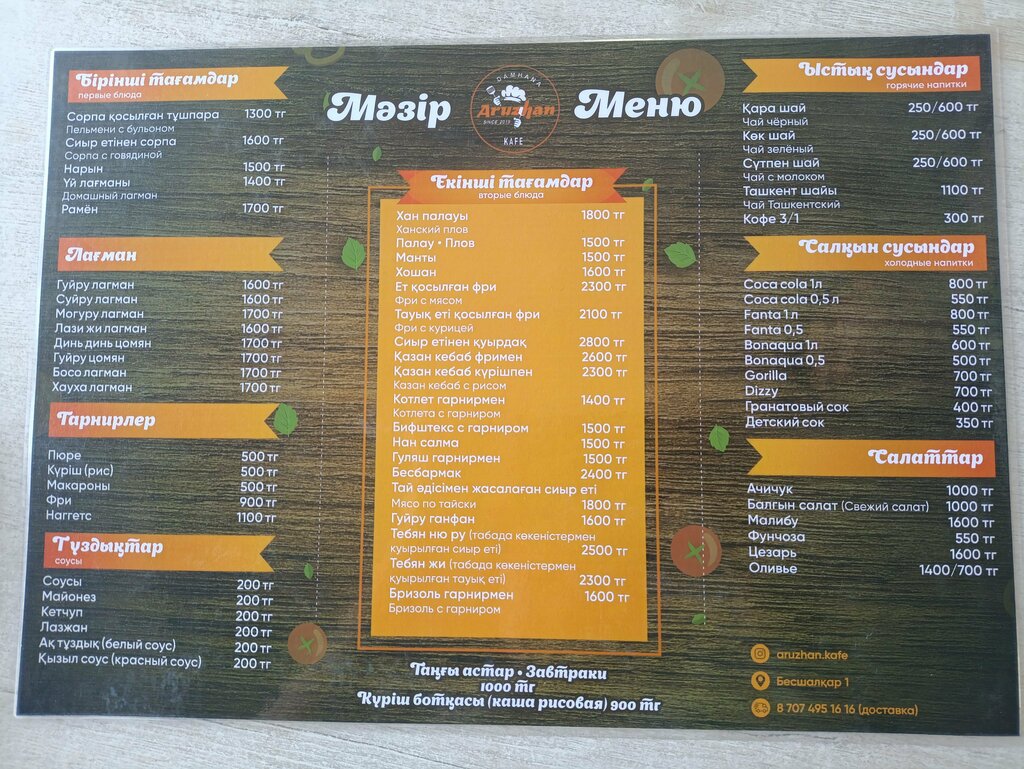 Бірінші тағамдар
первые блюда
Сорпа қосылған тұшпара 1300 тг
Пельмени с бульоном
Сиыр етінен сорпа 1600 тг
Сорпа с говядиной
Нарын 1500 тг
Үй лағманы 1400 тг
Домашный лагман
Рамён 1700 тг
Лағман
Гуйру лагман 1600 тг
Суйру лагман 1600 тг
Могуру лагман 1700 тг
Лази жи лагман 1600 тг
Динь динь цомян 1700 тг
Гуйру цомян 1700 тг
Босо лагман 1700 тг
Хауха лагман 1700 тг
Гарнирлер
Пюре 500 тг
Күріш (рис) 500 тг
Макароны 500 тг
Фри 900 тг
Наггетс 1100 тг
Тұздықтар
соусы
Соусы 200 тг
Майонез 200 тг
Кетчуп 200 тг
Лазжан 200 тг
Ақ тұздық (белый соус) 200 тг
Қызыл соус (красный соус) 200 тг
Мәзір
DAMHANA
Aruzhan
SINCE 2019
KAFE
Меню
Екінші тағамдар
вторые блюда
Хан палауы 1800 тг
Ханский плов
Палау • Плов 1500 тг
Манты 1500 тг
Хошан 1600 тг
Ет қосылған фри 2300 тг
Фри с мясом
Тауық еті қосылған фри 2100 тг
Фри с курицей
Сиыр етінен қуырдақ 2800 тг
Қазан кебаб фримен 2600 тг
Қазан кебаб күрішпен 2300 тг
Казан кебаб с рисом
Котлет гарнирмен 1400 тг
Котлета с гарниром
Бифштекс с гарниром 1500 тг
Нан салма 1500 тг
Гуляш гарнирмен 1500 тг
Бесбармак 2400 тг
Тай әдісімен жасалаған сиыр еті
Мясо по тайски 1800 тг
Гуйру ганфан 1600 тг
Тебян ню ру (табада көкеністермен
қуырылған сиыр еті) 2500 тг
Тебян жи (табада көкеністермен
қуырылған тауық еті) 2300 тг
Бризоль гарнирмен 1600 тг
Бризоль с гарниром
Таңғы астар • Завтраки
1000 тг
Күріш ботқасы (каша рисовая) 900 тг
Ыстық сусындар
горячие напитки
Қара шай 250/600 тг
Чай чёрный
Көк шай 250/600 тг
Чай зелёный
Сүтпен шай 250/600 тг
Чай с молоком
Ташкент шайы 1100 тг
Чай Ташкентский
Кофе 3/1 300 тг
Салқын сусындар
холодные напитки
Coca cola 1л 800 тг
Coca cola 0,5 л 550 тг
Fanta 1 л 800 тг
Fanta 0,5 550 тг
Bonaqua 1л 600 тг
Bonaqua 0,5 500 тг
Gorilla 700 тг
Dizzy 700 тг
Гранатовый сок 400 тг
Детский сок 350 тг
Салаттар
Ачичук 1000 тг
Балғын салат (Свежий салат) 1000 тг
Малибу 1600 тг
Фунчоза 550 тг
Цезарь 1600 тг
Оливье 1400/700 тг
aruzhan.kafe
Бесшалқар 1
8 707 495 16 16 (доставка)